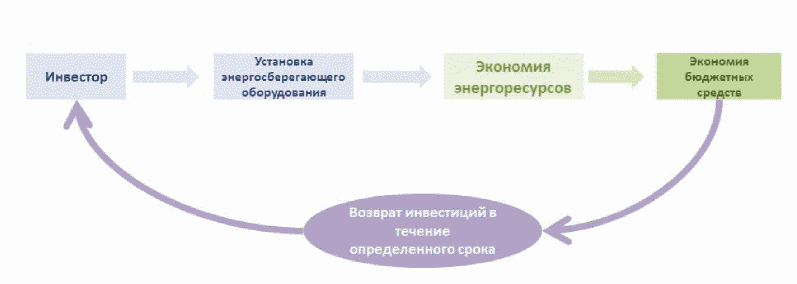 Инвестор
Установка
энергосберегающего
оборудования
Экономия
энергоресурсов
Экономия
бюджетных
средств
Возврат инвестиций в
течение
определенного срока